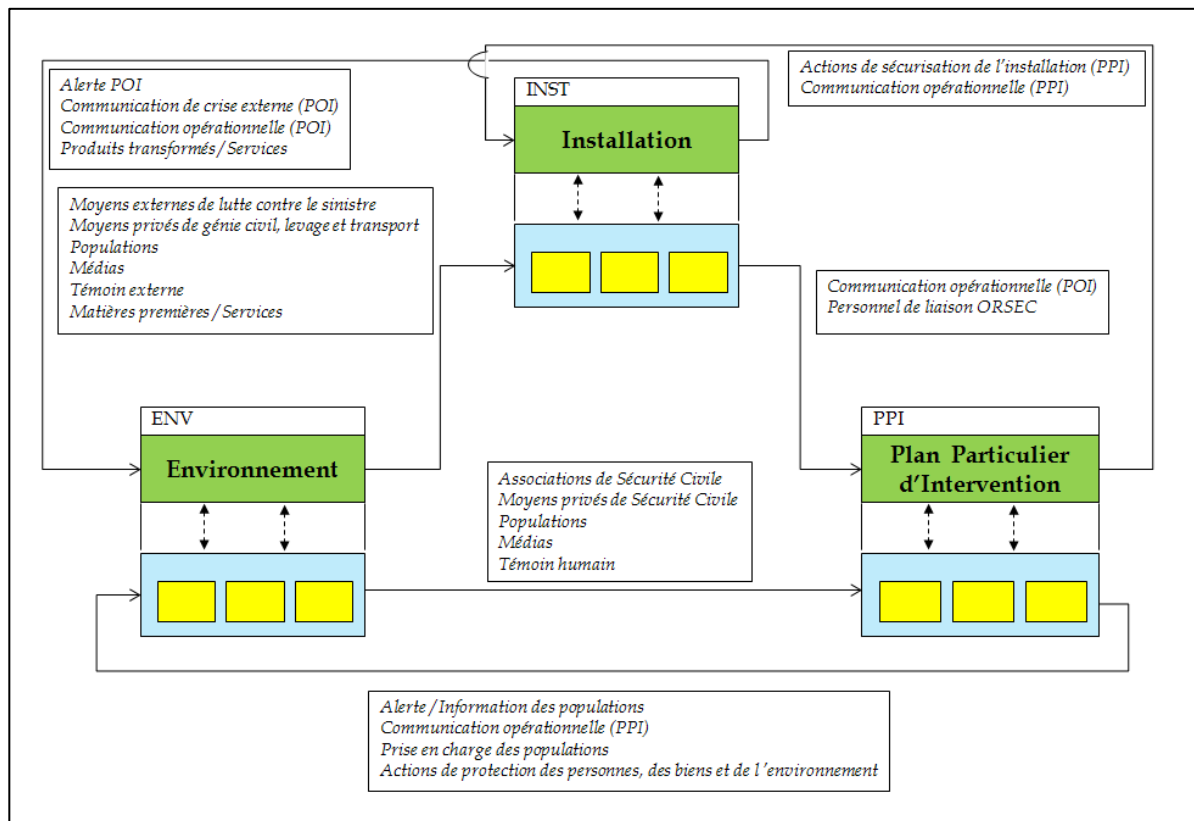 Alerte POI
Communication de crise externe (POI)
Communication opérationnelle (POI)
Produits transformés / Services
INST
Installation
Actions de sécurisation de l'installation (PPI)
Communication opérationnelle (PPI)
Moyens externes de lutte contre le sinistre
Moyens privés de génie civil, levage et transport
Populations
Médias
Témoin externe
Matières premières / Services
Communication opérationnelle (POI)
Personnel de liaison ORSEC
ENV
Environnement
Associations de Sécurité Civile
Moyens privés de Sécurité Civile
Populations
Médias
Témoin humain
PPI
Plan Particulier
d'Intervention
Alerte / Information des populations
Communication opérationnelle (PPI)
Prise en charge des populations
Actions de protection des personnes, des biens et de l'environnement